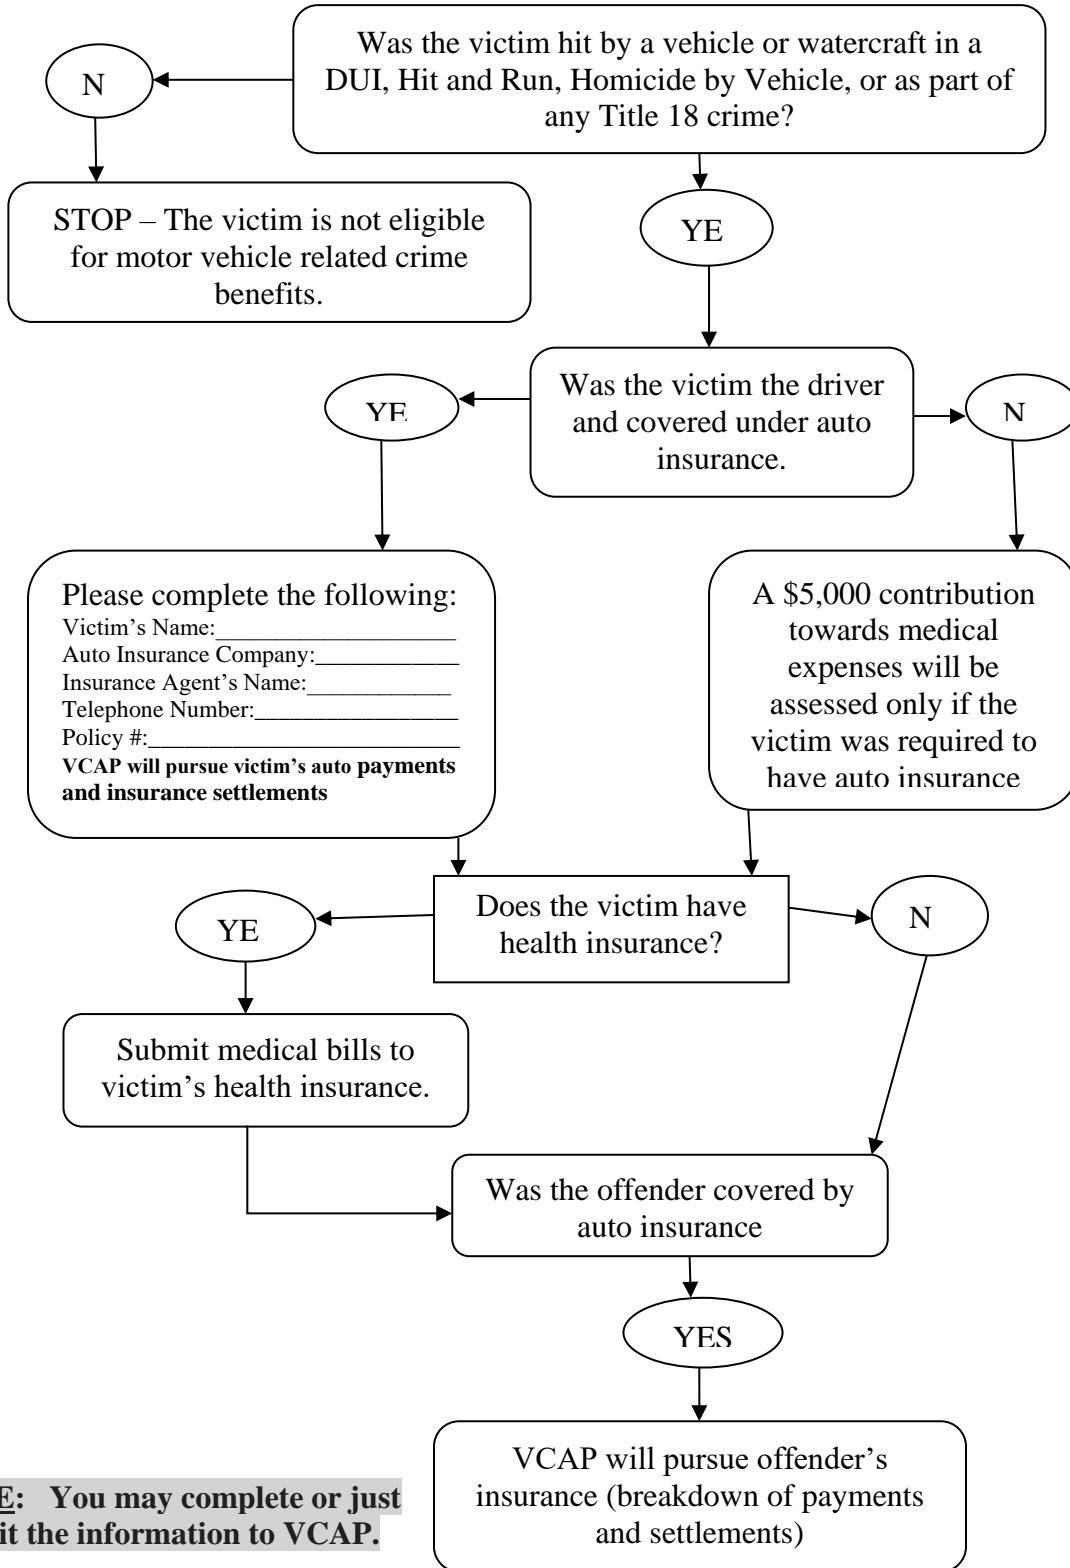 Was the victim hit by a vehicle or watercraft in a
DUI, Hit and Run, Homicide by Vehicle, or as part of
any Title 18 crime?
N
STOP – The victim is not eligible
for motor vehicle related crime
benefits.
YE
Was the victim the driver
and covered under auto
insurance.
YE
N
Please complete the following:
Victim’s Name:____________________
Auto Insurance Company:____________
Insurance Agent’s Name:____________
Telephone Number:_________________
Policy #:__________________________
VCAP will pursue victim’s auto payments
and insurance settlements
A $5,000 contribution
towards medical
expenses will be
assessed only if the
victim was required to
have auto insurance
Does the victim have
health insurance?
YE
N
Submit medical bills to
victim’s health insurance.
Was the offender covered by
auto insurance
YES
VCAP will pursue offender’s
insurance (breakdown of payments
and settlements)
E: You may complete or just
it the information to VCAP.